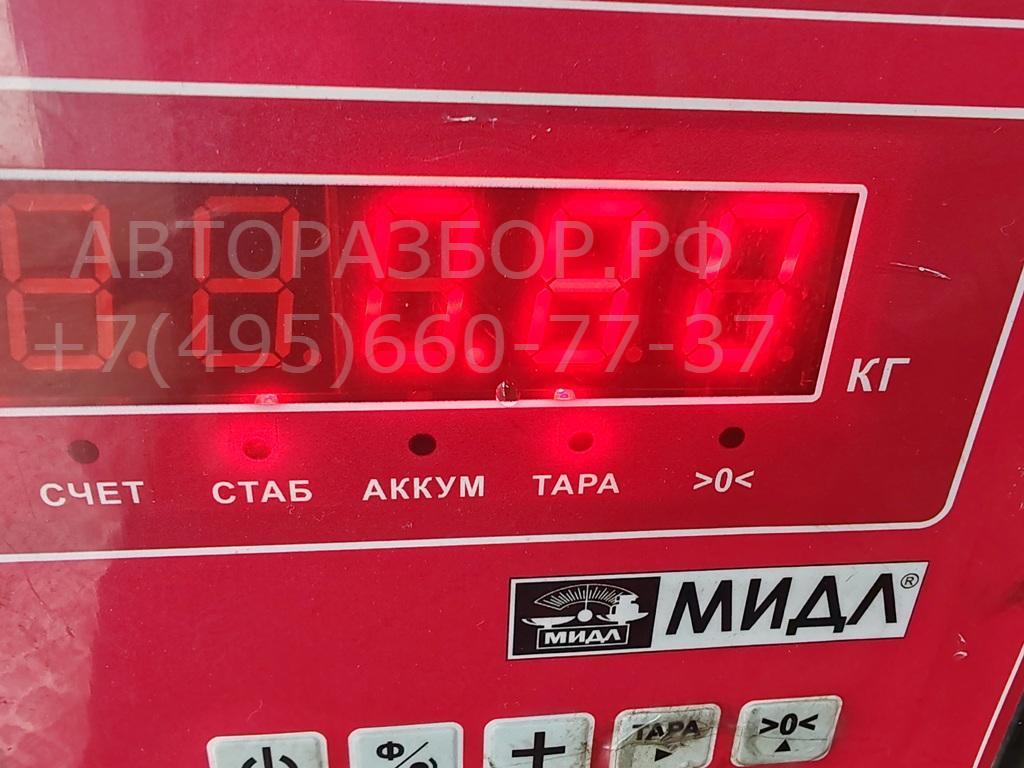 АВТОРАЗБОР.РФ
+7(495)660-77-37
КГ
СЧЕТ СТАБ АККУМ ТАРА >0<
МИДЛ МИДЛ®
Ф + ТАРА >0<